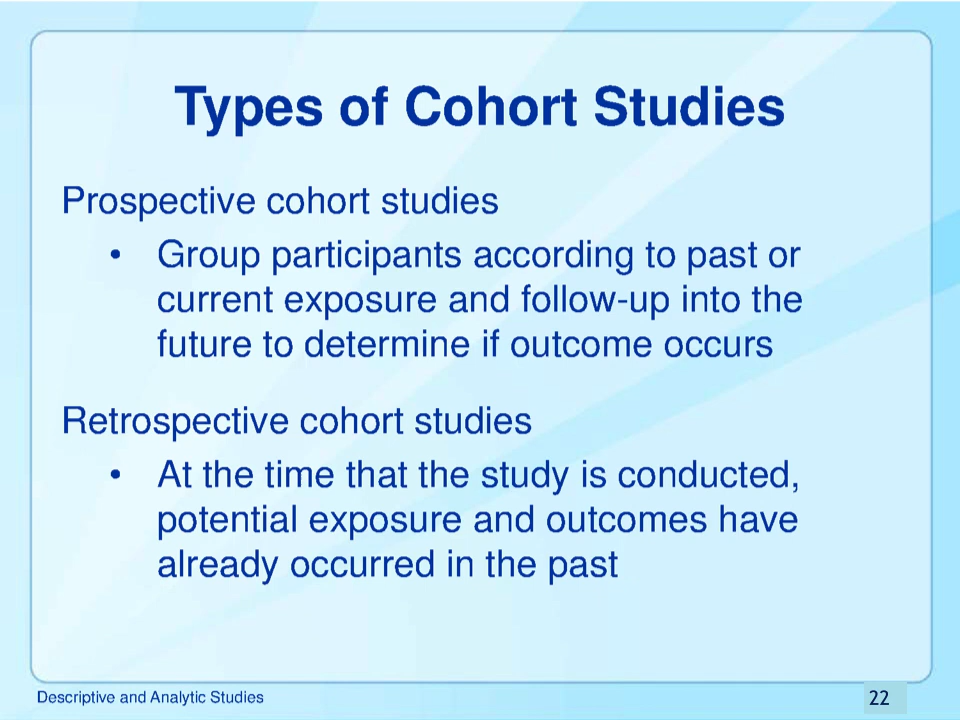 Types of Cohort Studies
Prospective cohort studies
• Group participants according to past or
current exposure and follow-up into the
future to determine if outcome occurs
Retrospective cohort studies
• At the time that the study is conducted,
potential exposure and outcomes have
already occurred in the past
Descriptive and Analytic Studies
22